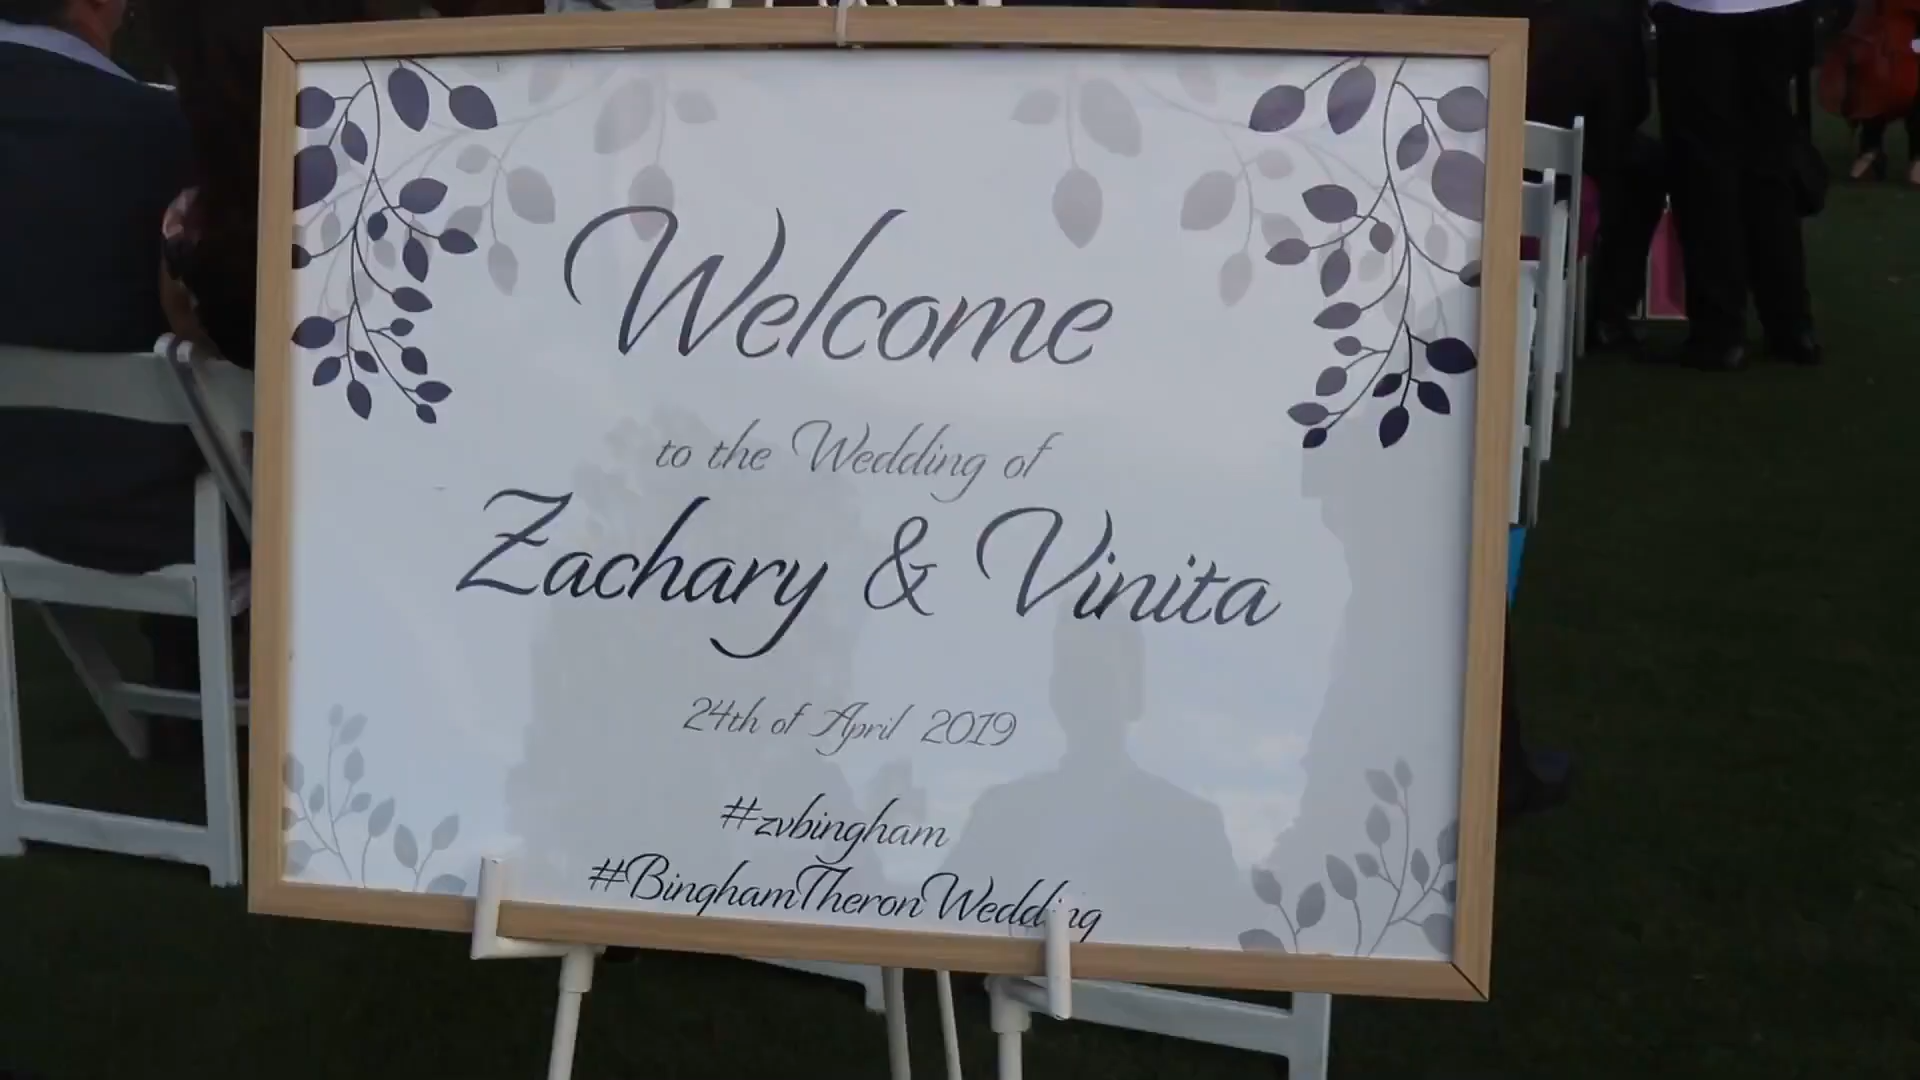 Welcome
to the Wedding of
Zachary & Vinita
24th of April 2019
#zvbingham
#BinghamTheronWedding